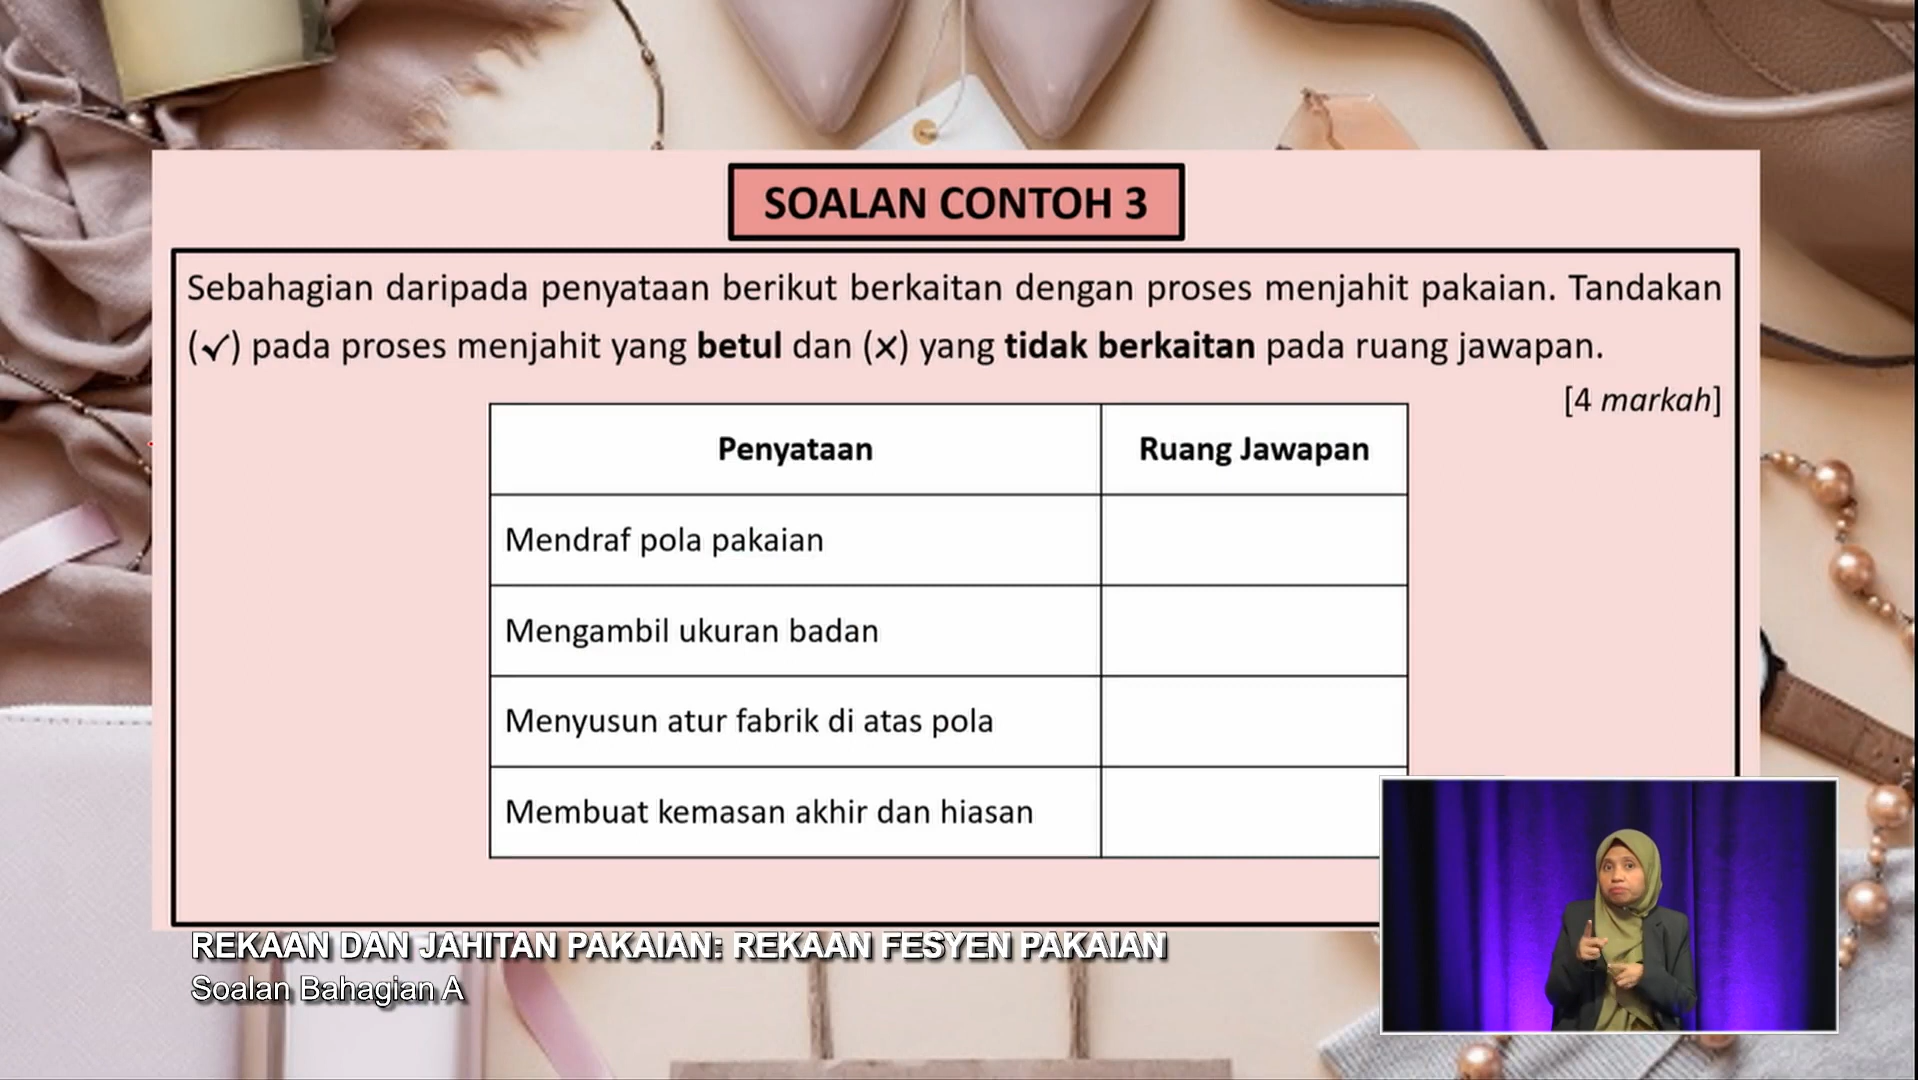 SOALAN CONTOH 3
Sebahagian daripada penyataan berikut berkaitan dengan proses menjahit pakaian. Tandakan
(✓) pada proses menjahit yang betul dan (✗) yang tidak berkaitan pada ruang jawapan.
[4 markah]
Penyataan Ruang Jawapan
Mendraf pola pakaian
Mengambil ukuran badan
Menyusun atur fabrik di atas pola
Membuat kemasan akhir dan hiasan
REKAAN DAN JAHITAN PAKAIAN: REKAAN FESYEN PAKAIAN
Soalan Bahagian A